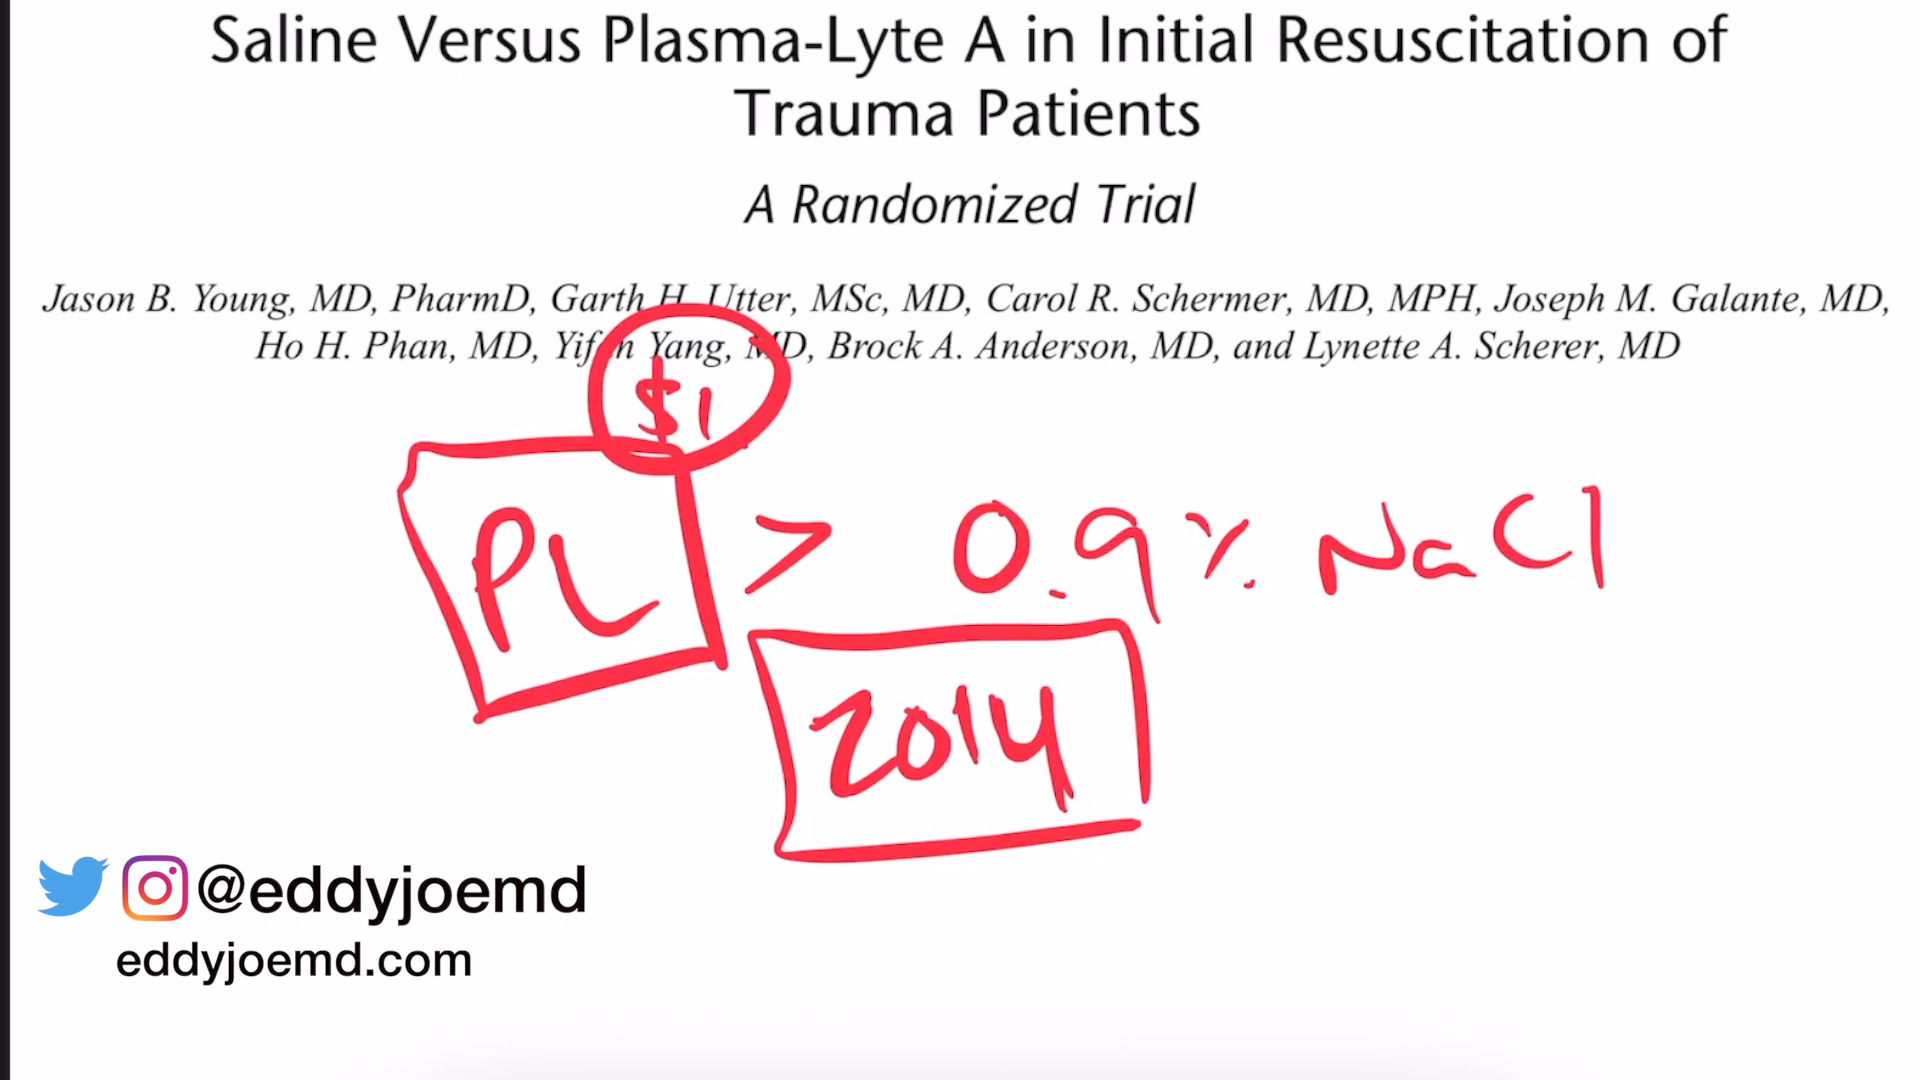 Saline Versus Plasma-Lyte A in Initial Resuscitation of
Trauma Patients
A Randomized Trial
Jason B. Young, MD, PharmD, Garth H. Utter, MSc, MD, Carol R. Schermer, MD, MPH, Joseph M. Galante, MD,
Ho H. Phan, MD, Yifan Yang, MD, Brock A. Anderson, MD, and Lynette A. Scherer, MD
$1
PL > 0.9% NaCl
2014
@eddyjoemd
eddyjoemd.com